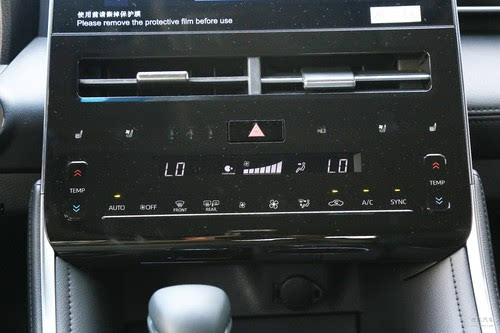 使用前请撕掉保护膜
Please remove the protective film before use
LO LO
TEMP TEMP
AUTO OFF FRONT REAR A/C SYNC